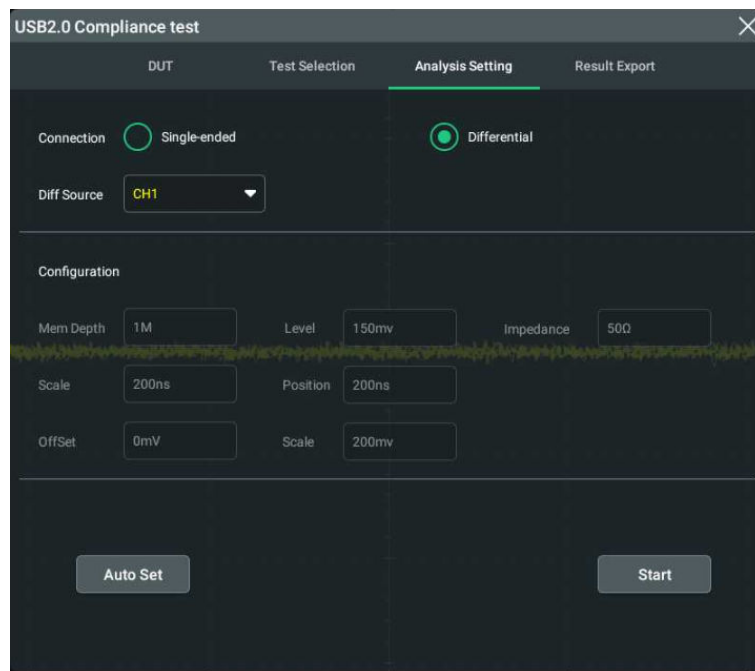 USB2.0 Compliance test
DUT Test Selection Analysis Setting Result Export
Connection Single-ended Differential
Diff Source CH1
Configuration
Mem Depth 1M Level 150mv Impedance 50Ω
Scale 200ns Position 200ns
OffSet 0mV Scale 200mv
Auto Set Start